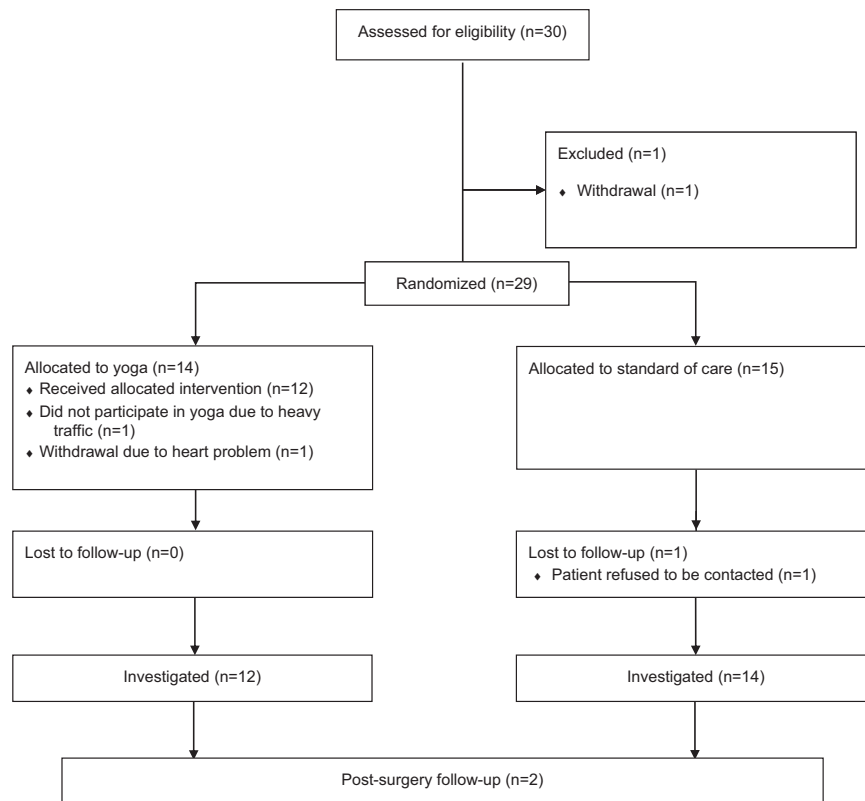 Assessed for eligibility (n=30)
Excluded (n=1)
♦ Withdrawal (n=1)
Randomized (n=29)
Allocated to yoga (n=14)
♦ Received allocated intervention (n=12)
♦ Did not participate in yoga due to heavy
traffic (n=1)
♦ Withdrawal due to heart problem (n=1)
Allocated to standard of care (n=15)
Lost to follow-up (n=0)
Lost to follow-up (n=1)
♦ Patient refused to be contacted (n=1)
Investigated (n=12)
Investigated (n=14)
Post-surgery follow-up (n=2)